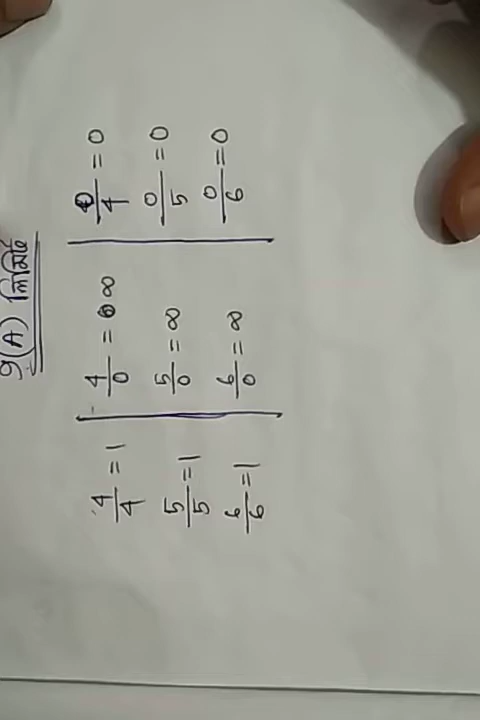 9(A) লিমিট
4/4 = 1 | 4/0 = ∞ | 0/4 = 0
5/5 = 1 | 5/0 = ∞ | 0/5 = 0
6/6 = 1 | 6/0 = ∞ | 0/6 = 0